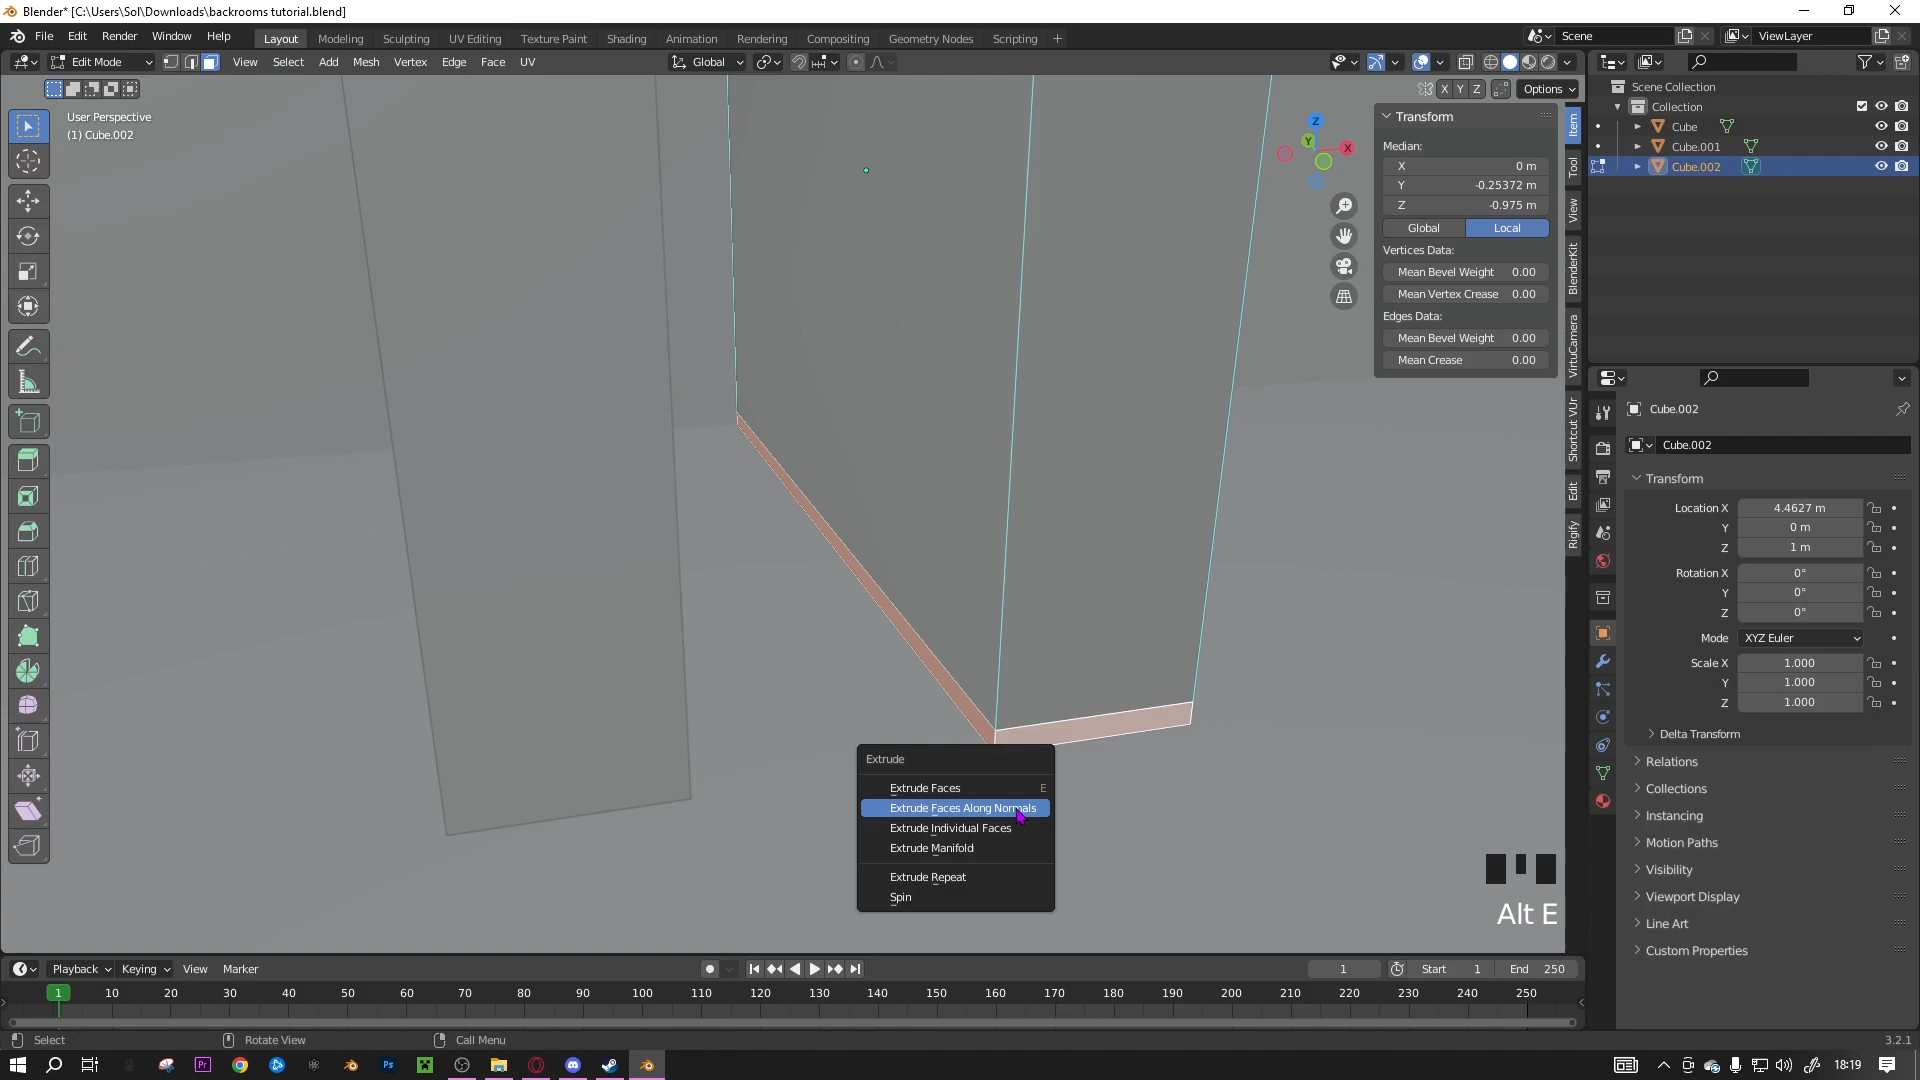 Blender* [C:\Users\Sol\Downloads\backrooms tutorial.blend]
File Edit Render Window Help Layout Modeling Sculpting UV Editing Texture Paint Shading Animation Rendering Compositing Geometry Nodes Scripting + Scene ViewLayer
Edit Mode View Select Add Mesh Vertex Edge Face UV Global
X Y Z Options
User Perspective
(1) Cube.002
Z
Y
X
Transform
Median:
X 0 m
Y -0.25372 m
Z -0.975 m
Global Local
Vertices Data:
Mean Bevel Weight 0.00
Mean Vertex Crease 0.00
Edges Data:
Mean Bevel Weight 0.00
Mean Crease 0.00
Item
Tool
View
BlenderKit
VirtuCamera
Shortcut VUr
Edit
Rigify
Scene Collection
Collection
Cube
Cube.001
Cube.002
Cube.002
Cube.002
Transform
Location X 4.4627 m
Y 0 m
Z 1 m
Rotation X 0°
Y 0°
Z 0°
Mode XYZ Euler
Scale X 1.000
Y 1.000
Z 1.000
Delta Transform
Relations
Collections
Instancing
Motion Paths
Visibility
Viewport Display
Line Art
Custom Properties
Extrude
Extrude Faces E
Extrude Faces Along Normals
Extrude Individual Faces
Extrude Manifold
Extrude Repeat
Spin
Alt E
Playback Keying View Marker 1 Start 1 End 250
1 10 20 30 40 50 60 70 80 90 100 110 120 130 140 150 160 170 180 190 200 210 220 230 240 250
Select Rotate View Call Menu 3.2.1
Pr Ps 18:19